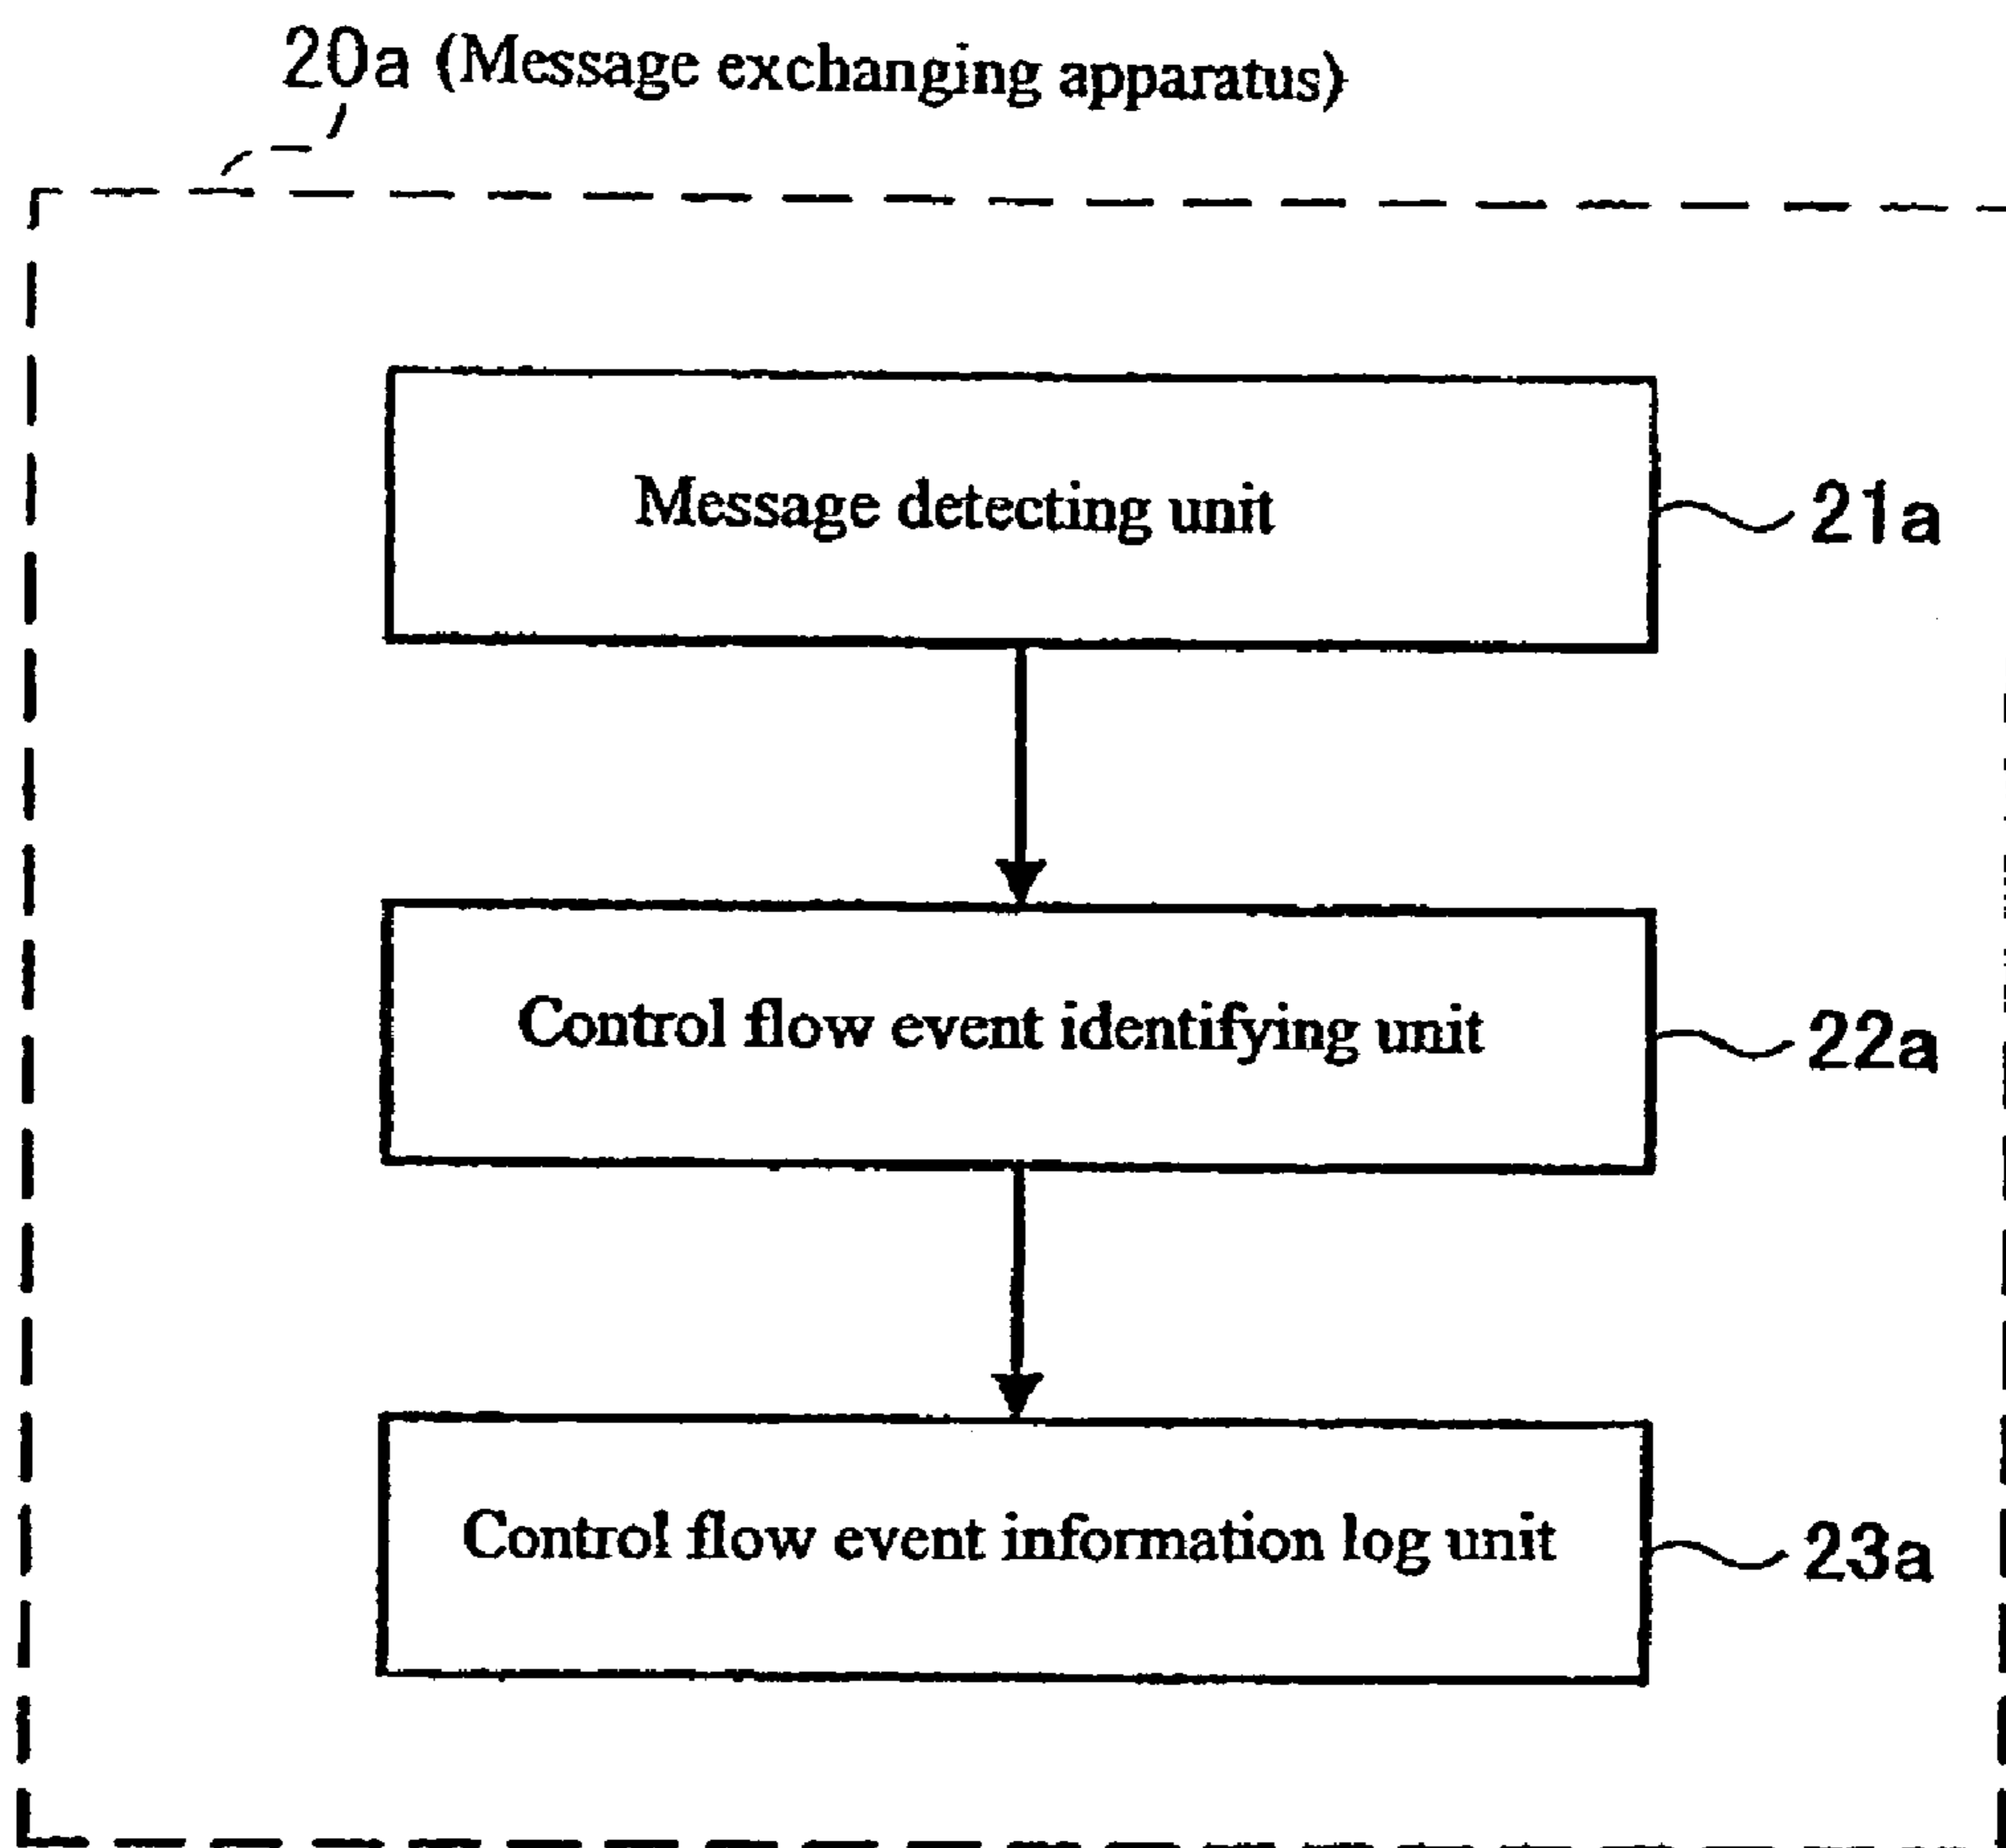 20a (Message exchanging apparatus)
Message detecting unit
21a
Control flow event identifying unit
22a
Control flow event information log unit
23a